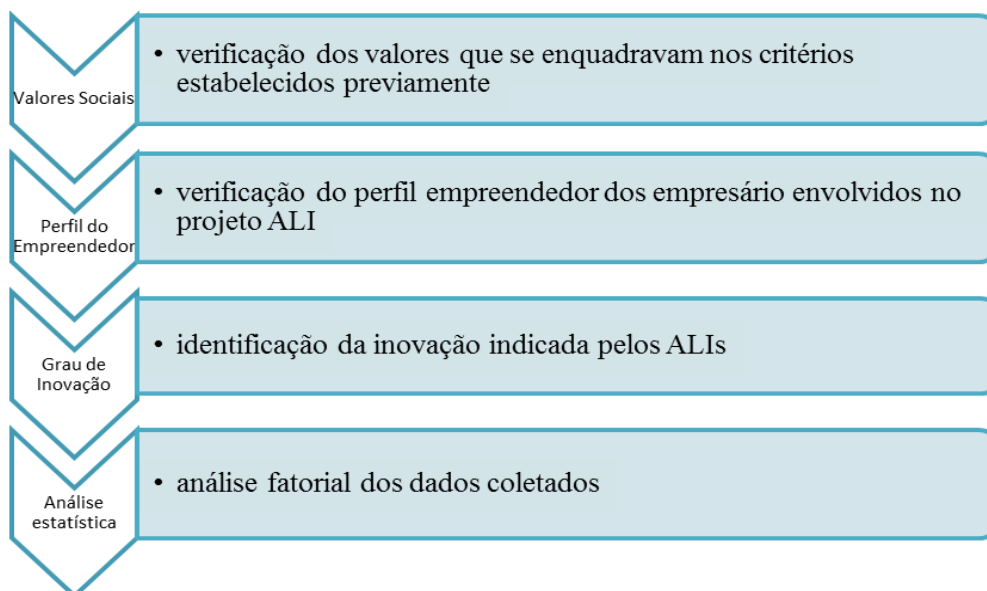 Valores Sociais
• verificação dos valores que se enquadravam nos critérios
estabelecidos previamente
Perfil do
Empreendedor
• verificação do perfil empreendedor dos empresário envolvidos no
projeto ALI
Grau de
Inovação
• identificação da inovação indicada pelos ALIs
Análise
estatística
• análise fatorial dos dados coletados